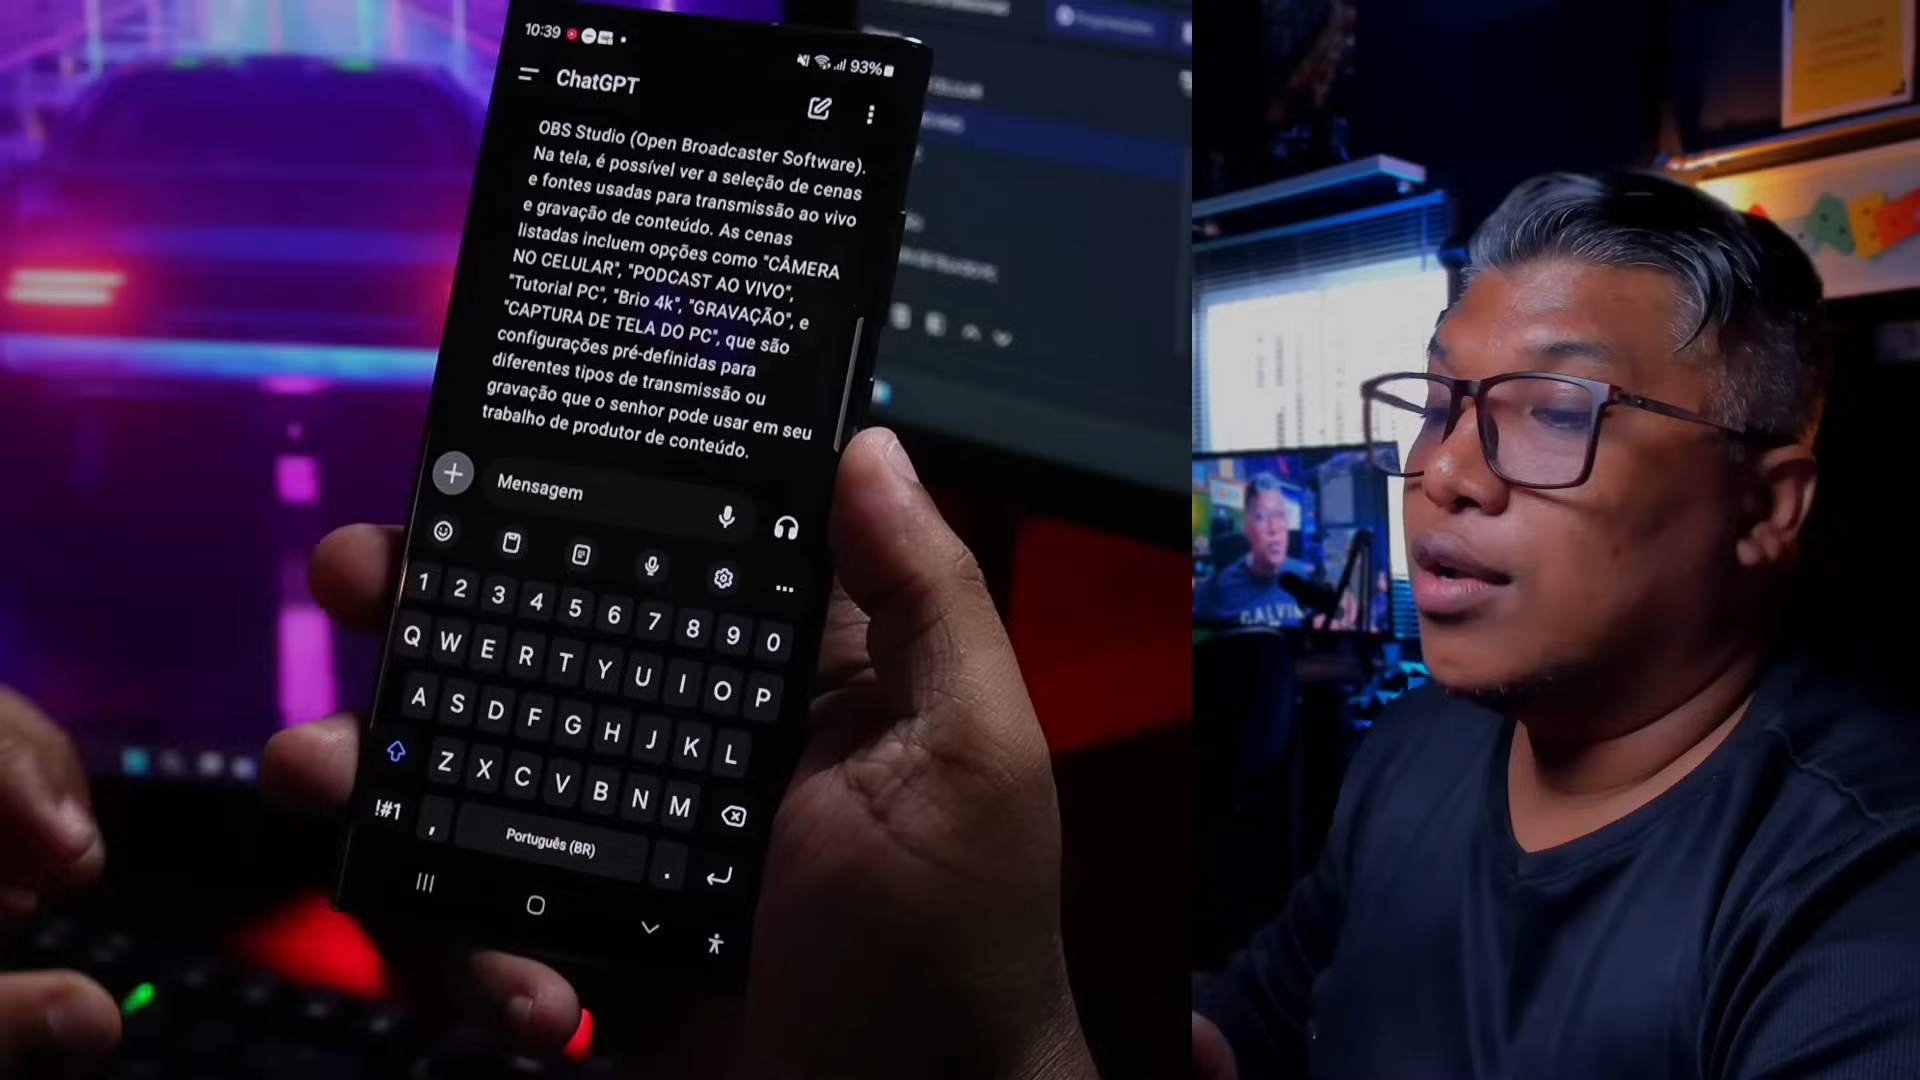 10:39
93%
ChatGPT
OBS Studio (Open Broadcaster Software).
Na tela, é possível ver a seleção de cenas
e fontes usadas para transmissão ao vivo
e gravação de conteúdo. As cenas
listadas incluem opções como "CÂMERA
NO CELULAR", "PODCAST AO VIVO",
"Tutorial PC", "Brio 4k", "GRAVAÇÃO", e
"CAPTURA DE TELA DO PC", que são
configurações pré-definidas para
diferentes tipos de transmissão ou
gravação que o senhor pode usar em seu
trabalho de produtor de conteúdo.
Mensagem
1 2 3 4 5 6 7 8 9 0
Q W E R T Y U I O P
A S D F G H J K L
Z X C V B N M
!#1 , Português (BR) .